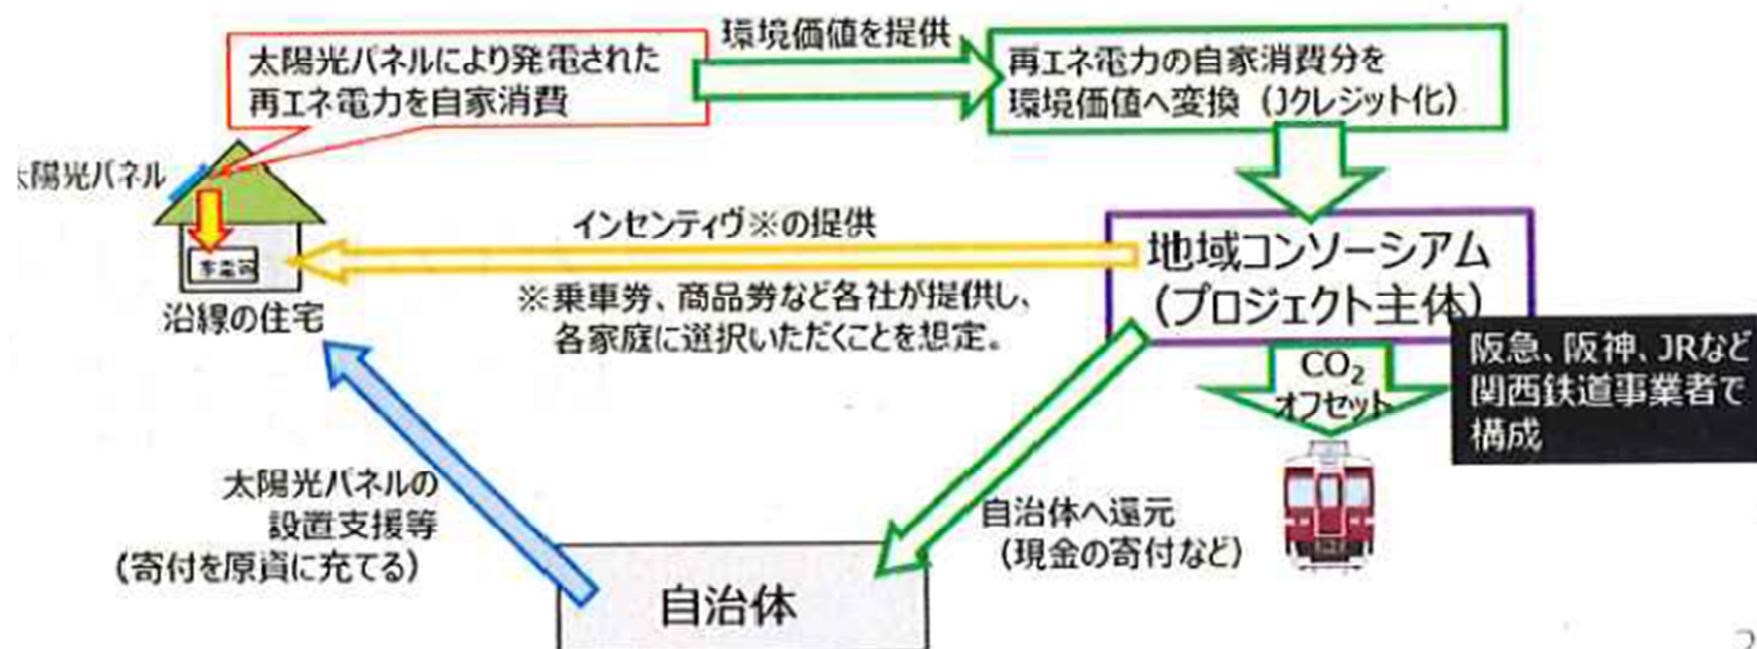 環境価値を提供
太陽光パネルにより発電された
再エネ電力を自家消費
再エネ電力の自家消費分を
環境価値へ変換（Jクレジット化）
太陽光パネル
インセンティヴ※の提供
地域コンソーシアム
（プロジェクト主体）
※乗車券、商品券など各社が提供し、
各家庭に選択いただくことを想定。
沿線の住宅
阪急、阪神、JRなど
関西鉄道事業者で
構成
CO₂
オフセット
太陽光パネルの
設置支援等
（寄付を原資に充てる）
自治体へ還元
（現金の寄付など）
自治体
2